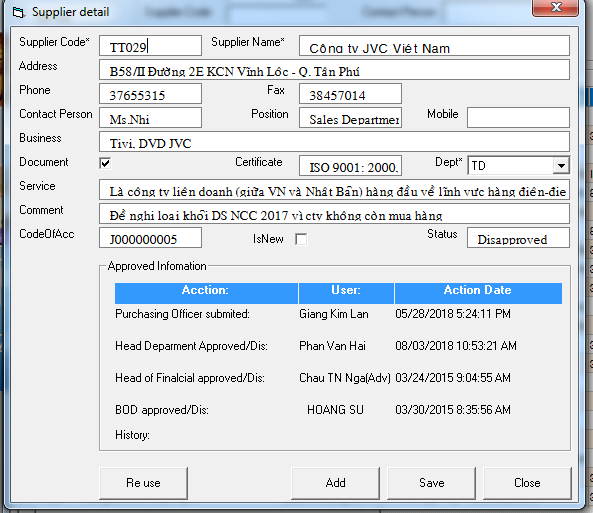 Supplier detail
Supplier Code* TT029 Supplier Name* Công ty JVC Việt Nam
Address B58/II Đường 2E KCN Vĩnh Lộc - Q. Tân Phú
Phone 37655315 Fax 38457014
Contact Person Ms.Nhi Position Sales Departmen Mobile
Business Tivi, DVD JVC
Document Certificate ISO 9001: 2000, Dept* TD
Service Là công ty liên doanh (giữa VN và Nhật Bẩn) hàng đầu về lĩnh vực hàng điện-điệ
Comment Đề nghị loại khỏi DS NCC 2017 vì cty không còn mua hàng
CodeOfAcc J000000005 IsNew Status Disapproved
Approved Infomation
Acction: User: Action Date
Purchasing Officer submited: Giang Kim Lan 05/28/2018 5:24:11 PM
Head Deparment Approved/Dis: Phan Van Hai 08/03/2018 10:53:21 AM
Head of Finalcial approved/Dis: Chau TN Nga(Adv) 03/24/2015 9:04:55 AM
BOD approved/Dis: HOANG SU 03/30/2015 8:35:56 AM
History:
Re use Add Save Close